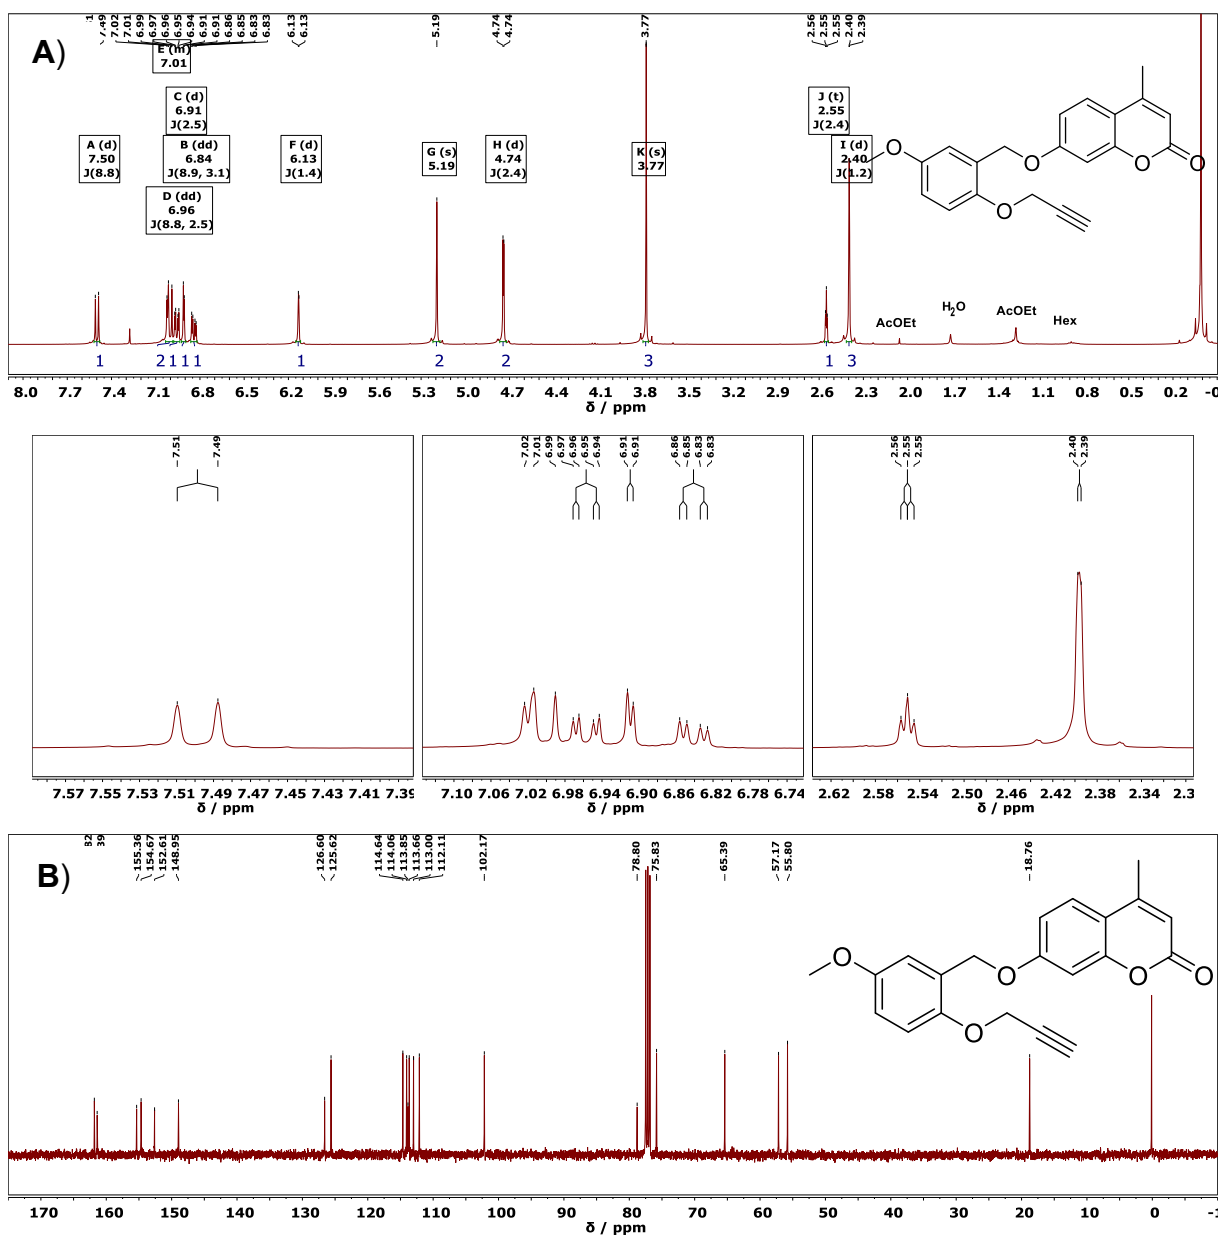 7.49
7.02
7.01
6.99
6.97
6.96
6.95
6.94
6.91
6.91
6.86
6.85
6.83
6.83
6.13
6.13
5.19
4.74
4.74
3.77
2.56
2.55
2.55
2.40
2.39
A)
E (m)
7.01
C (d)
6.91
J(2.5)
J (t)
2.55
J(2.4)
A (d)
7.50
J(8.8)
B (dd)
6.84
J(8.9, 3.1)
F (d)
6.13
J(1.4)
G (s)
5.19
H (d)
4.74
J(2.4)
K (s)
3.77
I (d)
2.40
J(1.2)
D (dd)
6.96
J(8.8, 2.5)
O
O
O
O
O
AcOEt
H2O
AcOEt
Hex
1 2 1 1 1 1 2 2 3 1 3
8.0 7.7 7.4 7.1 6.8 6.5 6.2 5.9 5.6 5.3 5.0 4.7 4.4 4.1 3.8 3.5 3.2 2.9 2.6 2.3 2.0 1.7 1.4 1.1 0.8 0.5 0.2 -0
δ / ppm
7.51
7.49
7.02
7.01
6.99
6.97
6.96
6.95
6.94
6.91
6.91
6.86
6.85
6.83
6.83
2.56
2.55
2.55
2.40
2.39
7.57 7.55 7.53 7.51 7.49 7.47 7.45 7.43 7.41 7.39
δ / ppm
7.10 7.06 7.02 6.98 6.94 6.90 6.86 6.82 6.78 6.74
δ / ppm
2.62 2.58 2.54 2.50 2.46 2.42 2.38 2.34 2.3
δ / ppm
155.36
154.67
152.61
148.95
126.60
125.62
114.64
114.06
113.85
113.66
113.00
112.11
102.17
78.80
75.83
65.39
57.17
55.80
18.76
B)
O
O
O
O
O
170 160 150 140 130 120 110 100 90 80 70 60 50 40 30 20 10 0 -1
δ / ppm